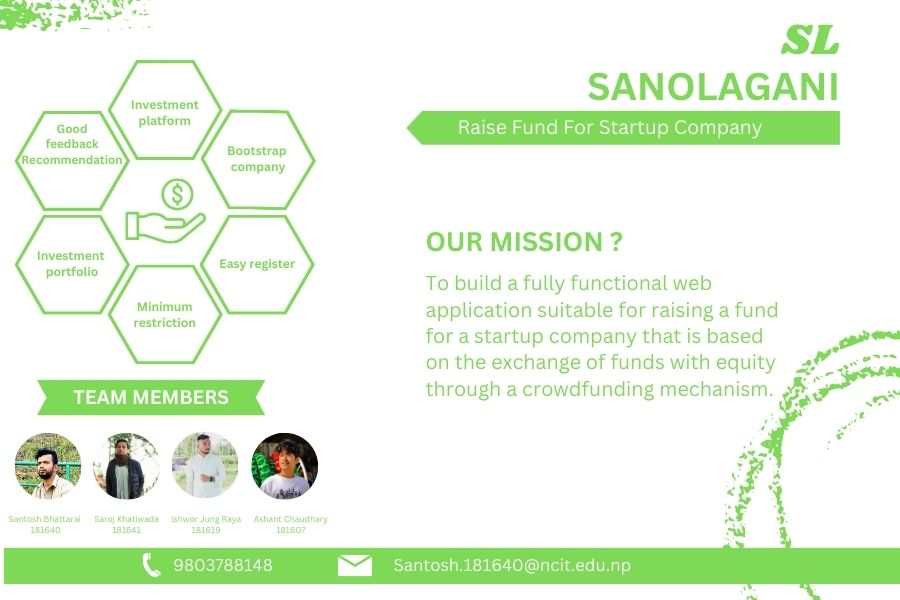 SL
SANOLAGANI
Raise Fund For Startup Company
Investment
platform
Good
feedback
Recommendation
Bootstrap
company
$
Investment
portfolio
Easy register
Minimum
restriction
OUR MISSION ?
To build a fully functional web
application suitable for raising a fund
for a startup company that is based
on the exchange of funds with equity
through a crowdfunding mechanism.
TEAM MEMBERS
Santosh Bhattarai
181640
Saroj Khatiwada
181641
Ishwor Jung Raya
181619
Ashant Chaudhary
181607
9803788148
Santosh.181640@ncit.edu.np